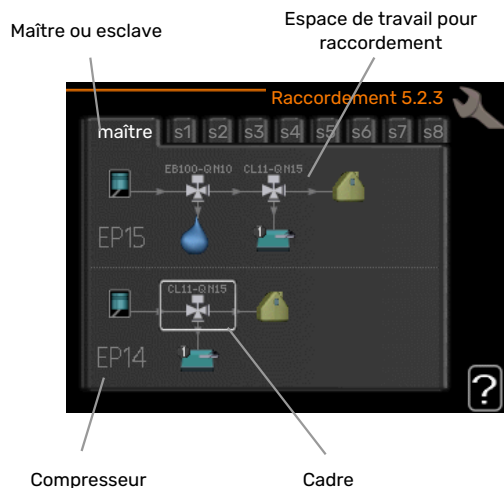 Maître ou esclave
Espace de travail pour
raccordement
Raccordement 5.2.3
maître s1 s2 s3 s4 s5 s6 s7 s8
EB100-QN10 CL11-QN15
1
EP15
CL11-QN15
1
EP14
?
Compresseur
Cadre